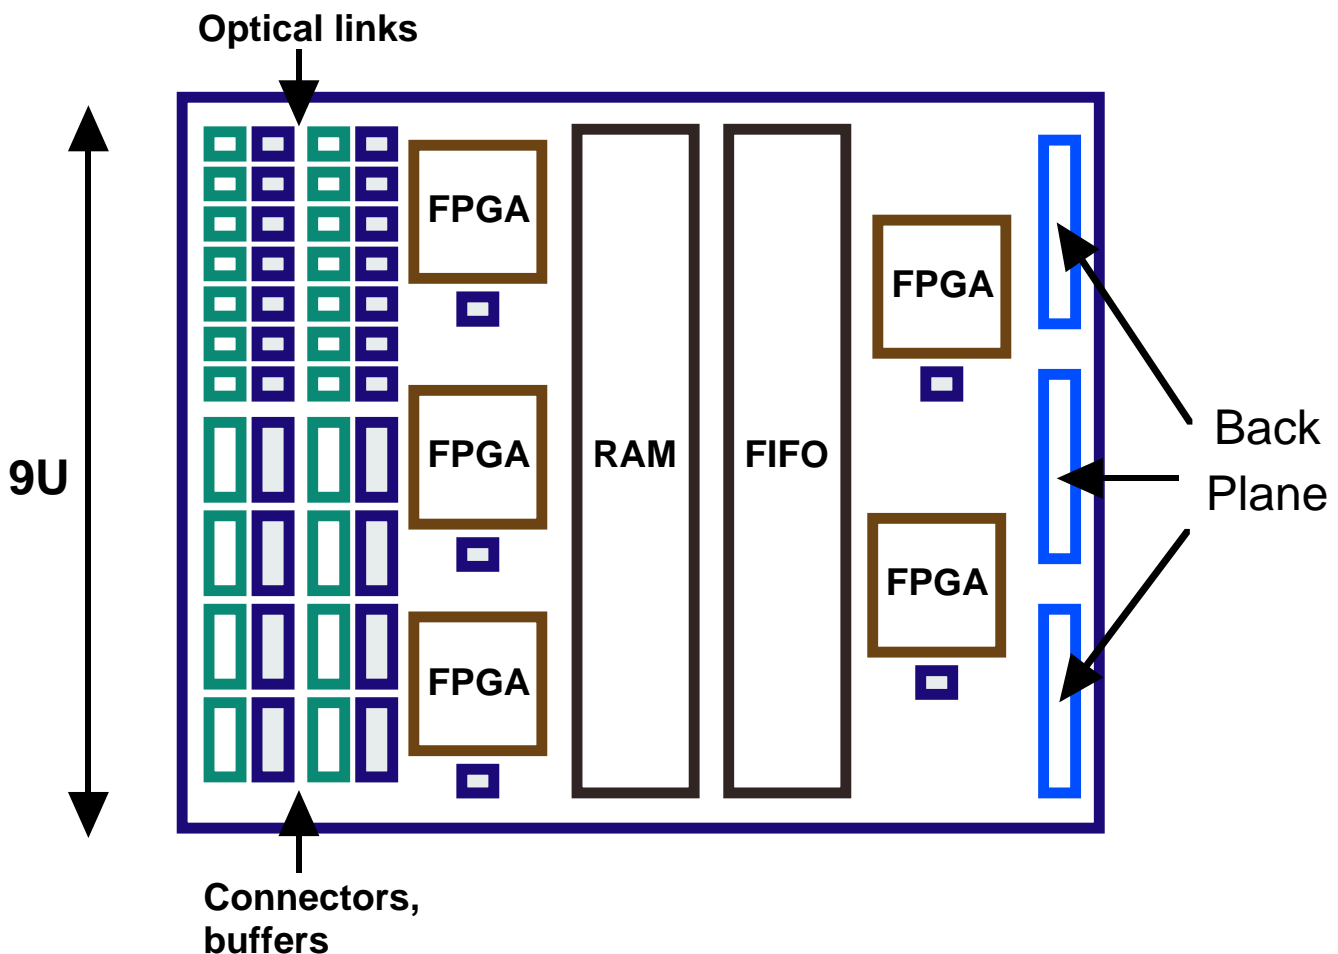 Optical links
FPGA
FPGA
FPGA
RAM
FIFO
FPGA
FPGA
9U
Back
Plane
Connectors,
buffers